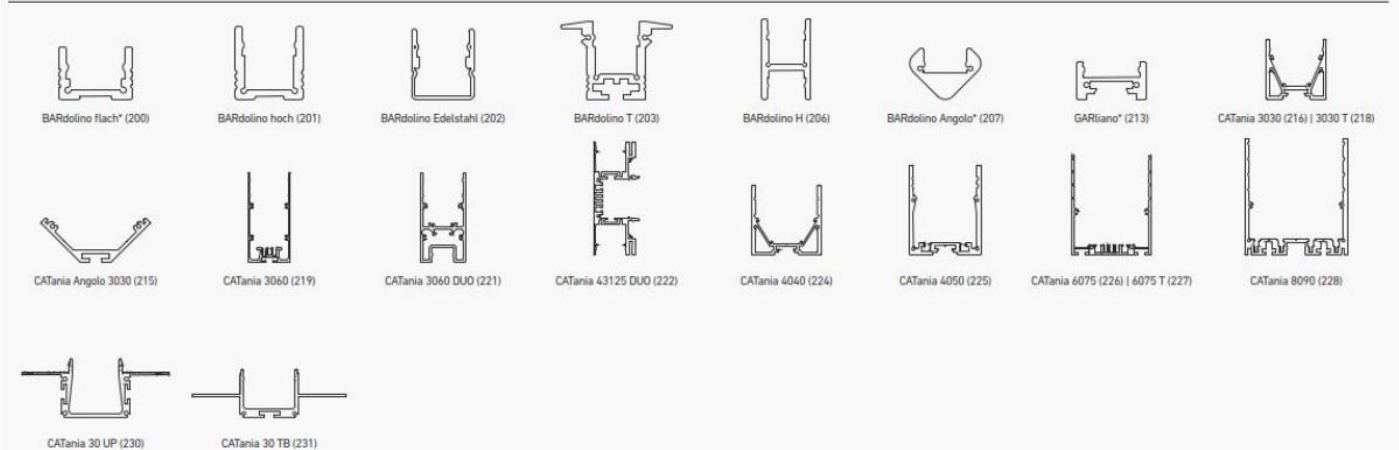 BARdolino flach* (200)
BARdolino hoch (201)
BARdolino Edelstahl (202)
BARdolino T (203)
BARdolino H (206)
BARdolino Angolo* (207)
GARliano* (213)
CATania 3030 (216) | 3030 T (218)
CATania Angolo 3030 (215)
CATania 3060 (219)
CATania 3060 DUO (221)
CATania 43125 DUO (222)
CATania 4040 (224)
CATania 4050 (225)
CATania 6075 (226) | 6075 T (227)
CATania 8090 (228)
CATania 30 UP (230)
CATania 30 TB (231)